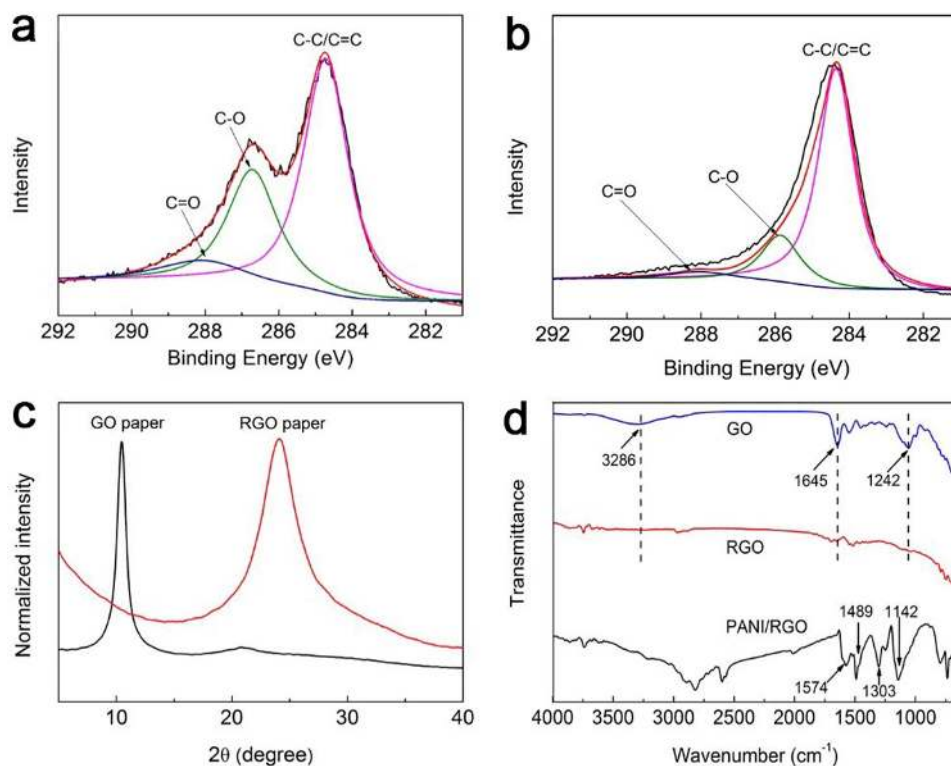 a
C-C/C=C
C-O
C=O
Intensity
292 290 288 286 284 282
Binding Energy (eV)
b
C-C/C=C
C-O
C=O
Intensity
292 290 288 286 284 282
Binding Energy (eV)
c
GO paper
RGO paper
Normalized intensity
10 20 30 40
2θ (degree)
d
GO
3286
1645
1242
RGO
PANI/RGO
1489
1142
1574
1303
Transmittance
4000 3500 3000 2500 2000 1500 1000
Wavenumber (cm⁻¹)